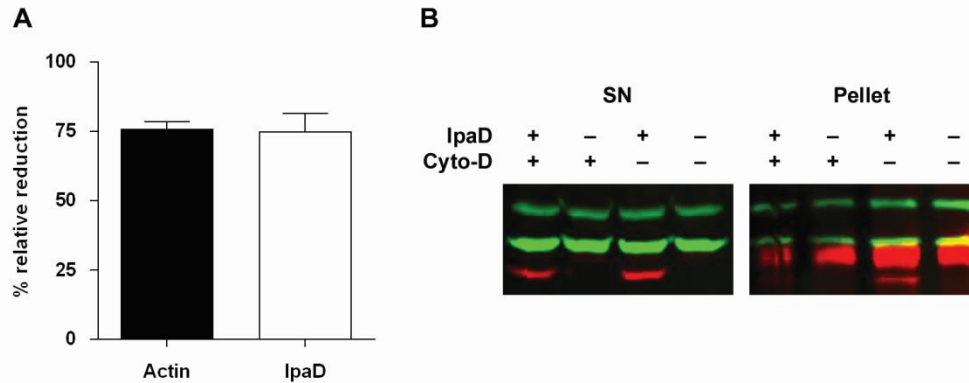 A
% relative reduction
100
75
50
25
0
Actin IpaD
B
SN Pellet
IpaD + – + – + – + –
Cyto-D + + – – + + – –